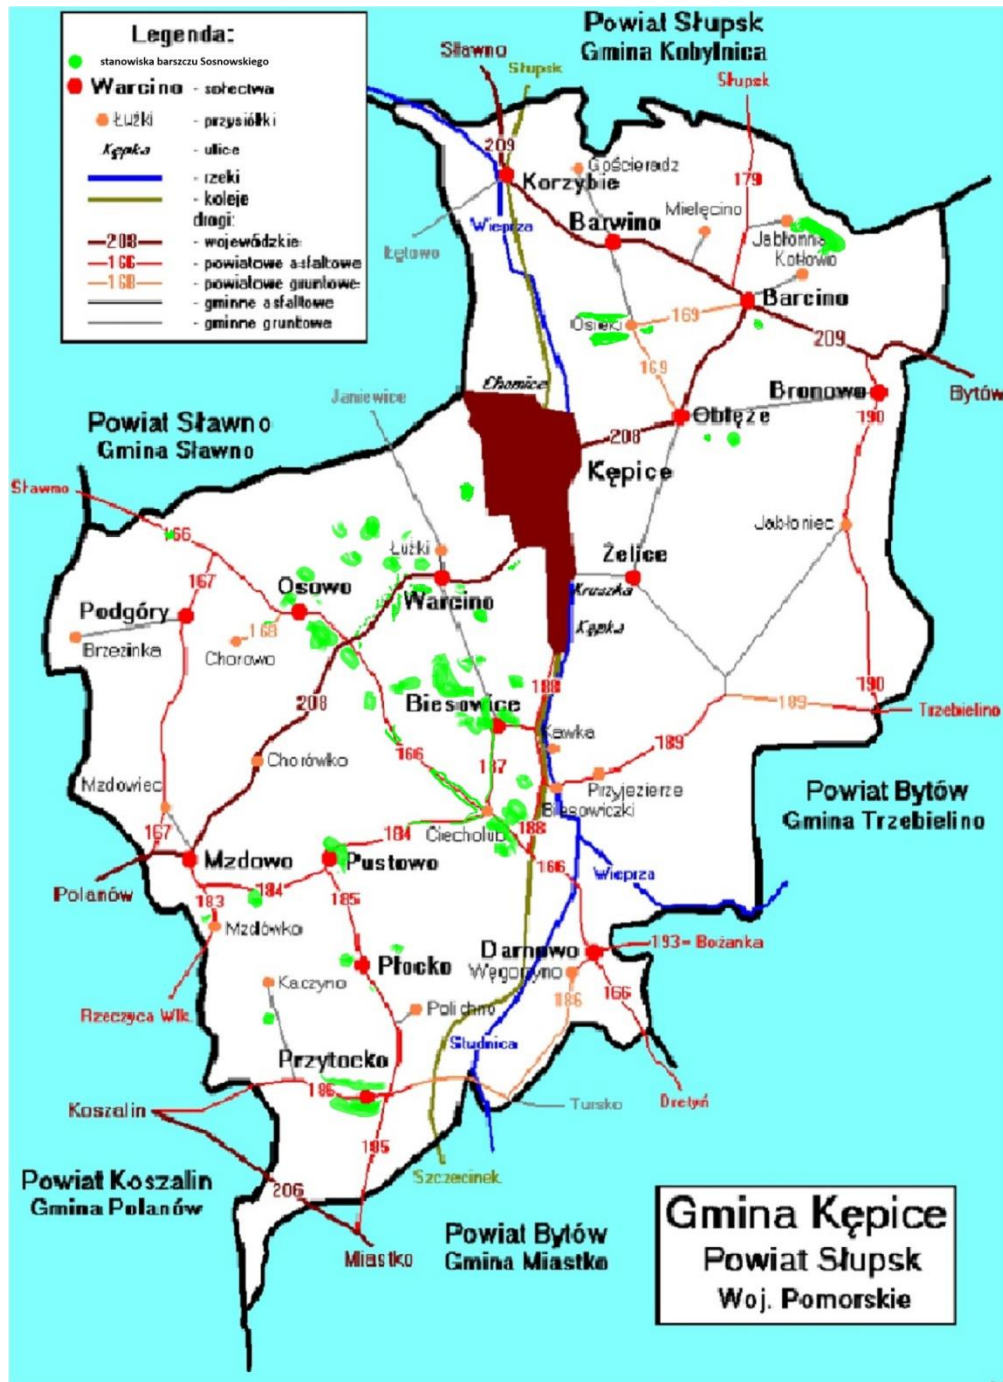 Legenda:
stanowiska barszczu Sosnowskiego
Warcino - sołectwa
Łużki - przysiółki
Kępka - ulice
- rzeki
- koleje
drogi:
208 - wojewódzkie
166 - powiatowe asfaltowe
168 - powiatowe gruntowe
- gminne asfaltowe
- gminne gruntowe
Powiat Słupsk
Gmina Kobylnica
Sławno
Słupsk
Słupsk
209
Korzybie
Gościeradz
179
Barwino
Mielęcino
Wieprza
Łętowo
Jabłonna
Kotłowo
Barcino
Osieki
169
209
169
Bytów
Janiewice
Chomice
Bronowo
190
Obłęże
208
Powiat Sławno
Gmina Sławno
Kępice
Sławno
166
Jabłoniec
Łużki
Żelice
167
Osowo
Warcino
Kruszka
Podgóry
168
Kępka
Brzezinka
Chorowo
208
188
190
Biesowice
189
Trzebielino
Kawka
166
189
Chorówko
187
Mzdowiec
Przyjezierze
Biesowiczki
Powiat Bytów
Gmina Trzebielino
184
Ciecholub
188
167
Mzdowo
Pustowo
166
Wieprza
Polanów
183
184
185
Mzdówko
Darnowo
193= Bożanka
Płocko
Węgorzyno
Kaczyno
186
166
Rzeczyca Wlk.
Polichno
Studnica
Przytocko
186
Koszalin
Tursko
Dretyń
195
Szczecinek
Powiat Koszalin
Gmina Polanów
206
Miastko
Powiat Bytów
Gmina Miastko
Gmina Kępice
Powiat Słupsk
Woj. Pomorskie